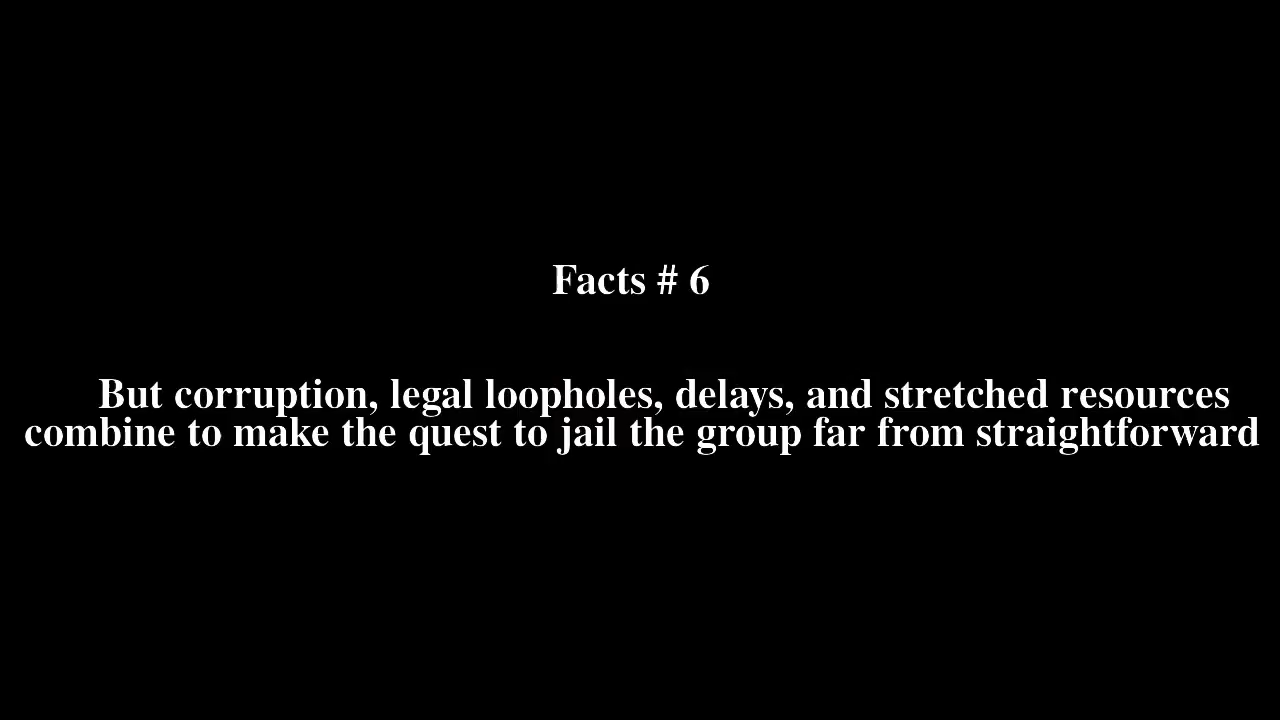 Facts # 6
But corruption, legal loopholes, delays, and stretched resources
combine to make the quest to jail the group far from straightforward